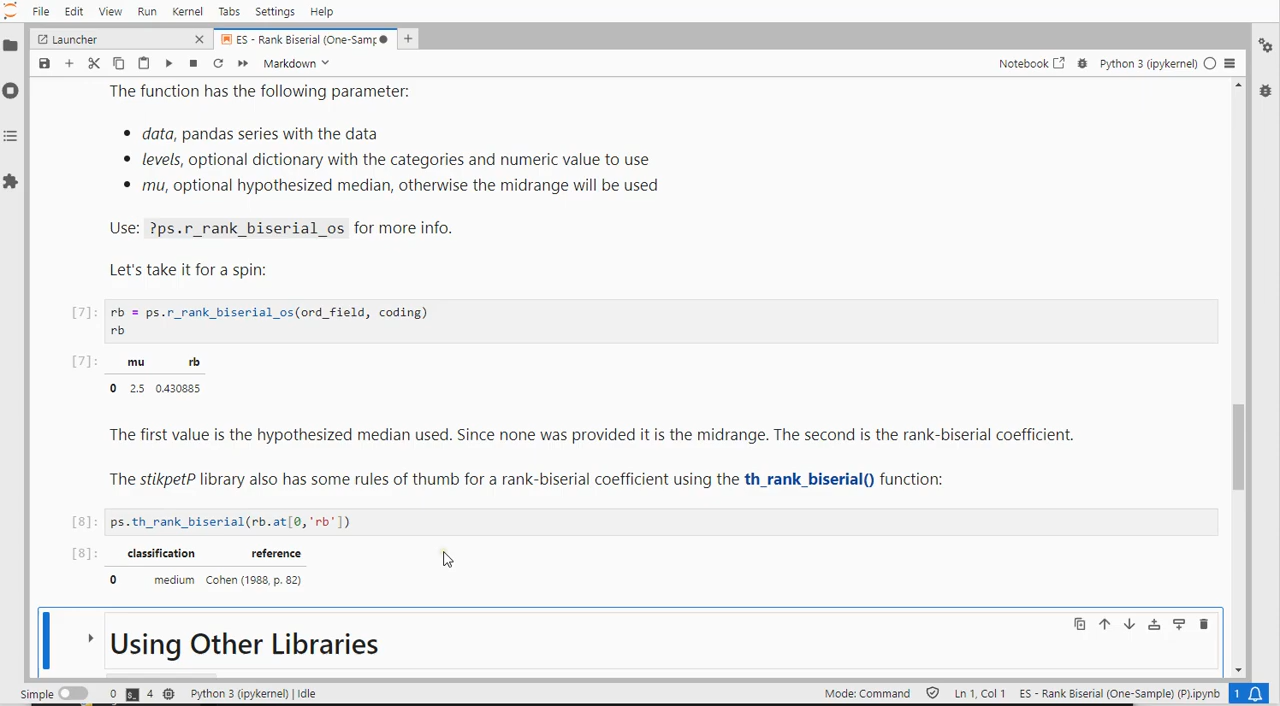 File Edit View Run Kernel Tabs Settings Help
Launcher ES - Rank Biserial (One-Samp
Markdown Notebook Python 3 (ipykernel)
The function has the following parameter:
• data, pandas series with the data
• levels, optional dictionary with the categories and numeric value to use
• mu, optional hypothesized median, otherwise the midrange will be used
Use: ?ps.r_rank_biserial_os for more info.
Let's take it for a spin:
[7]: rb = ps.r_rank_biserial_os(ord_field, coding)
rb
[7]: mu rb
0 2.5 0.430885
The first value is the hypothesized median used. Since none was provided it is the midrange. The second is the rank-biserial coefficient.
The stikpetP library also has some rules of thumb for a rank-biserial coefficient using the th_rank_biserial() function:
[8]: ps.th_rank_biserial(rb.at[0,'rb'])
[8]: classification reference
0 medium Cohen (1988, p. 82)
Using Other Libraries
Simple 0 4 Python 3 (ipykernel) | Idle Mode: Command Ln 1, Col 1 ES - Rank Biserial (One-Sample) (P).ipynb 1